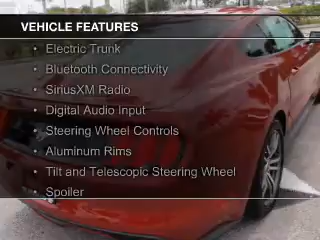 VEHICLE FEATURES
• Electric Trunk
• Bluetooth Connectivity
• SiriusXM Radio
• Digital Audio Input
• Steering Wheel Controls
• Aluminum Rims
• Tilt and Telescopic Steering Wheel
• Spoiler